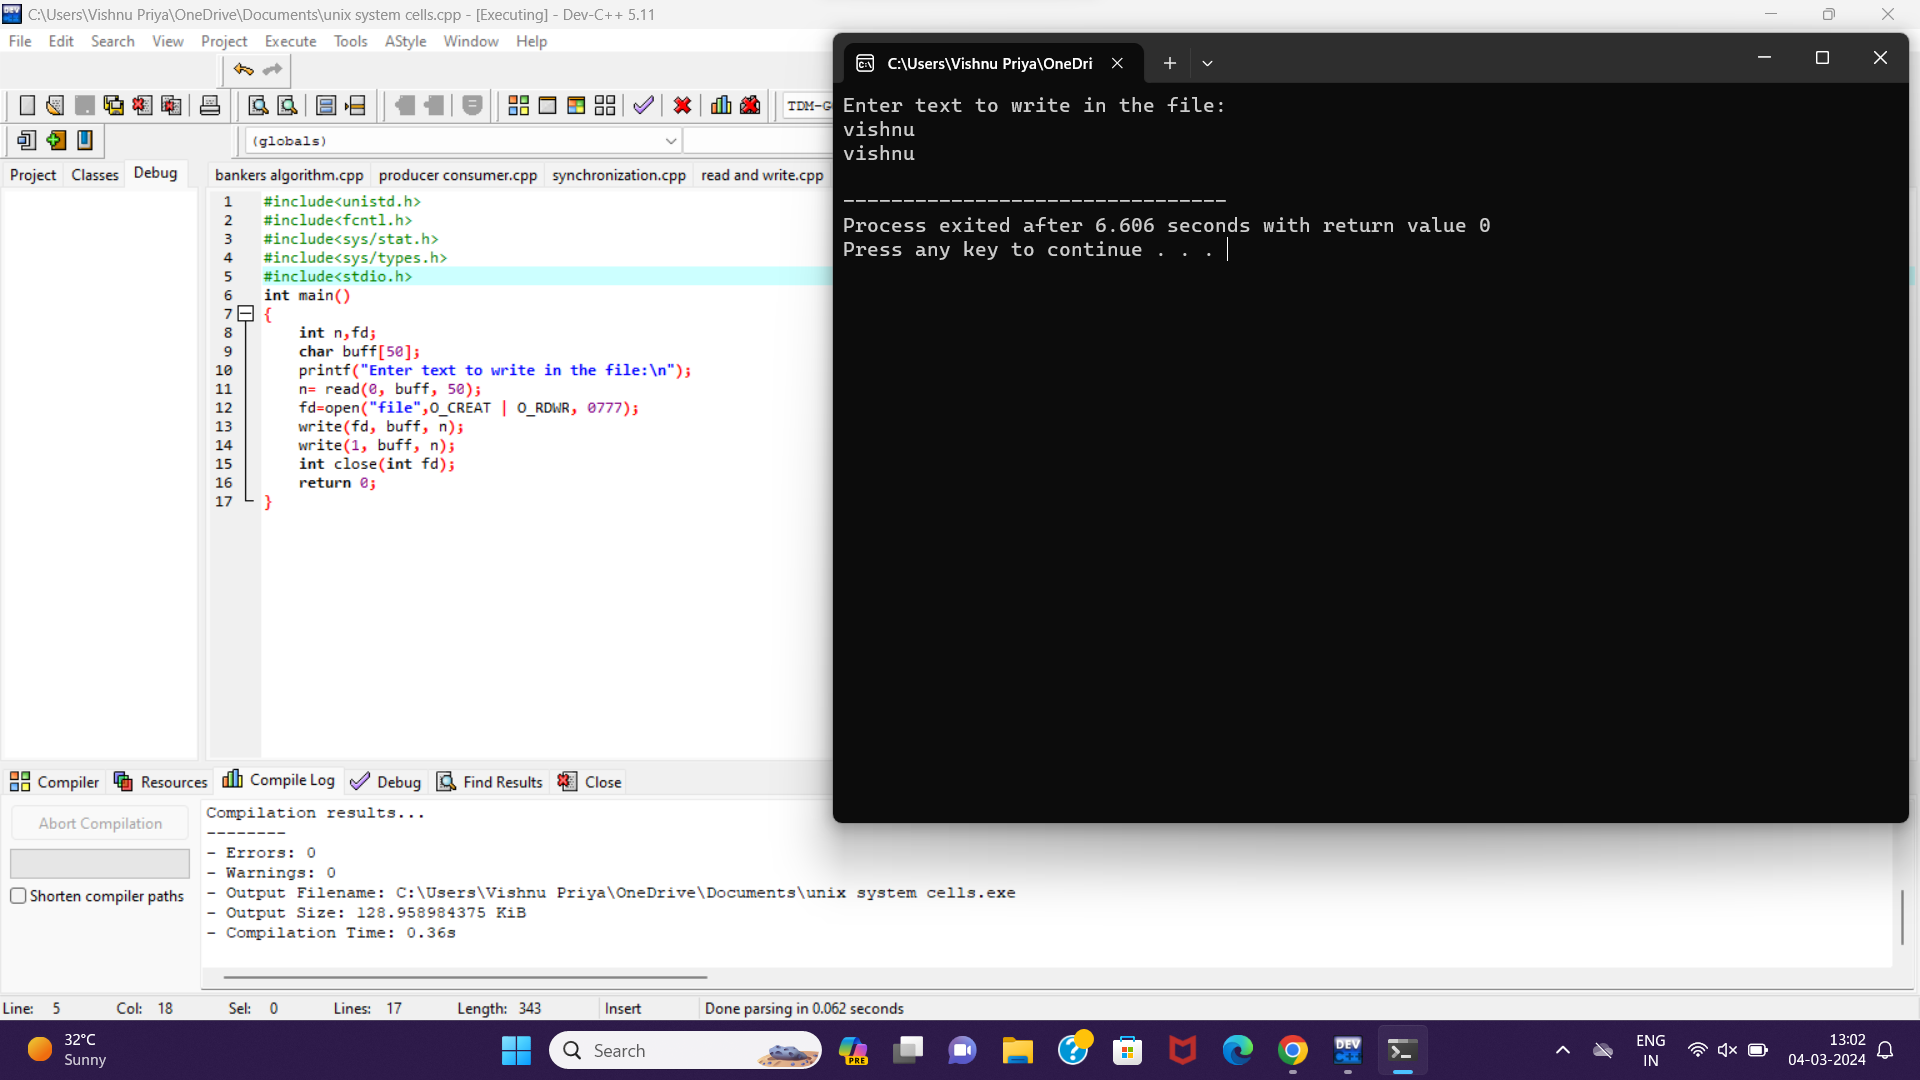 C:\Users\Vishnu Priya\OneDrive\Documents\unix system cells.cpp - [Executing] - Dev-C++ 5.11
File Edit Search View Project Execute Tools AStyle Window Help
TDM-G
(globals)
Project Classes Debug
bankers algorithm.cpp producer consumer.cpp synchronization.cpp read and write.cpp
1 #include<unistd.h>
2 #include<fcntl.h>
3 #include<sys/stat.h>
4 #include<sys/types.h>
5 #include<stdio.h>
6 int main()
7 {
8 int n,fd;
9 char buff[50];
10 printf("Enter text to write in the file:\n");
11 n= read(0, buff, 50);
12 fd=open("file",O_CREAT | O_RDWR, 0777);
13 write(fd, buff, n);
14 write(1, buff, n);
15 int close(int fd);
16 return 0;
17 }
C:\Users\Vishnu Priya\OneDri
Enter text to write in the file:
vishnu
vishnu
--------------------------------
Process exited after 6.606 seconds with return value 0
Press any key to continue . . .
Compiler Resources Compile Log Debug Find Results Close
Abort Compilation
Shorten compiler paths
Compilation results...
--------
- Errors: 0
- Warnings: 0
- Output Filename: C:\Users\Vishnu Priya\OneDrive\Documents\unix system cells.exe
- Output Size: 128.958984375 KiB
- Compilation Time: 0.36s
Line: 5 Col: 18 Sel: 0 Lines: 17 Length: 343 Insert Done parsing in 0.062 seconds
32°C
Sunny
Search
PRE
DEV
C++
ENG
IN
13:02
04-03-2024